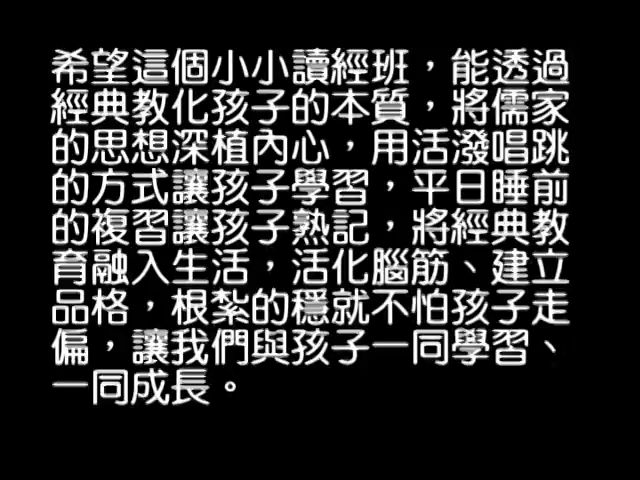 希望這個小小讀經班，能透過
經典教化孩子的本質，將儒家
的思想深植內心，用活潑唱跳
的方式讓孩子學習，平日睡前
的複習讓孩子熟記，將經典教
育融入生活，活化腦筋、建立
品格，根紮的穩就不怕孩子走
偏，讓我們與孩子一同學習、
一同成長。